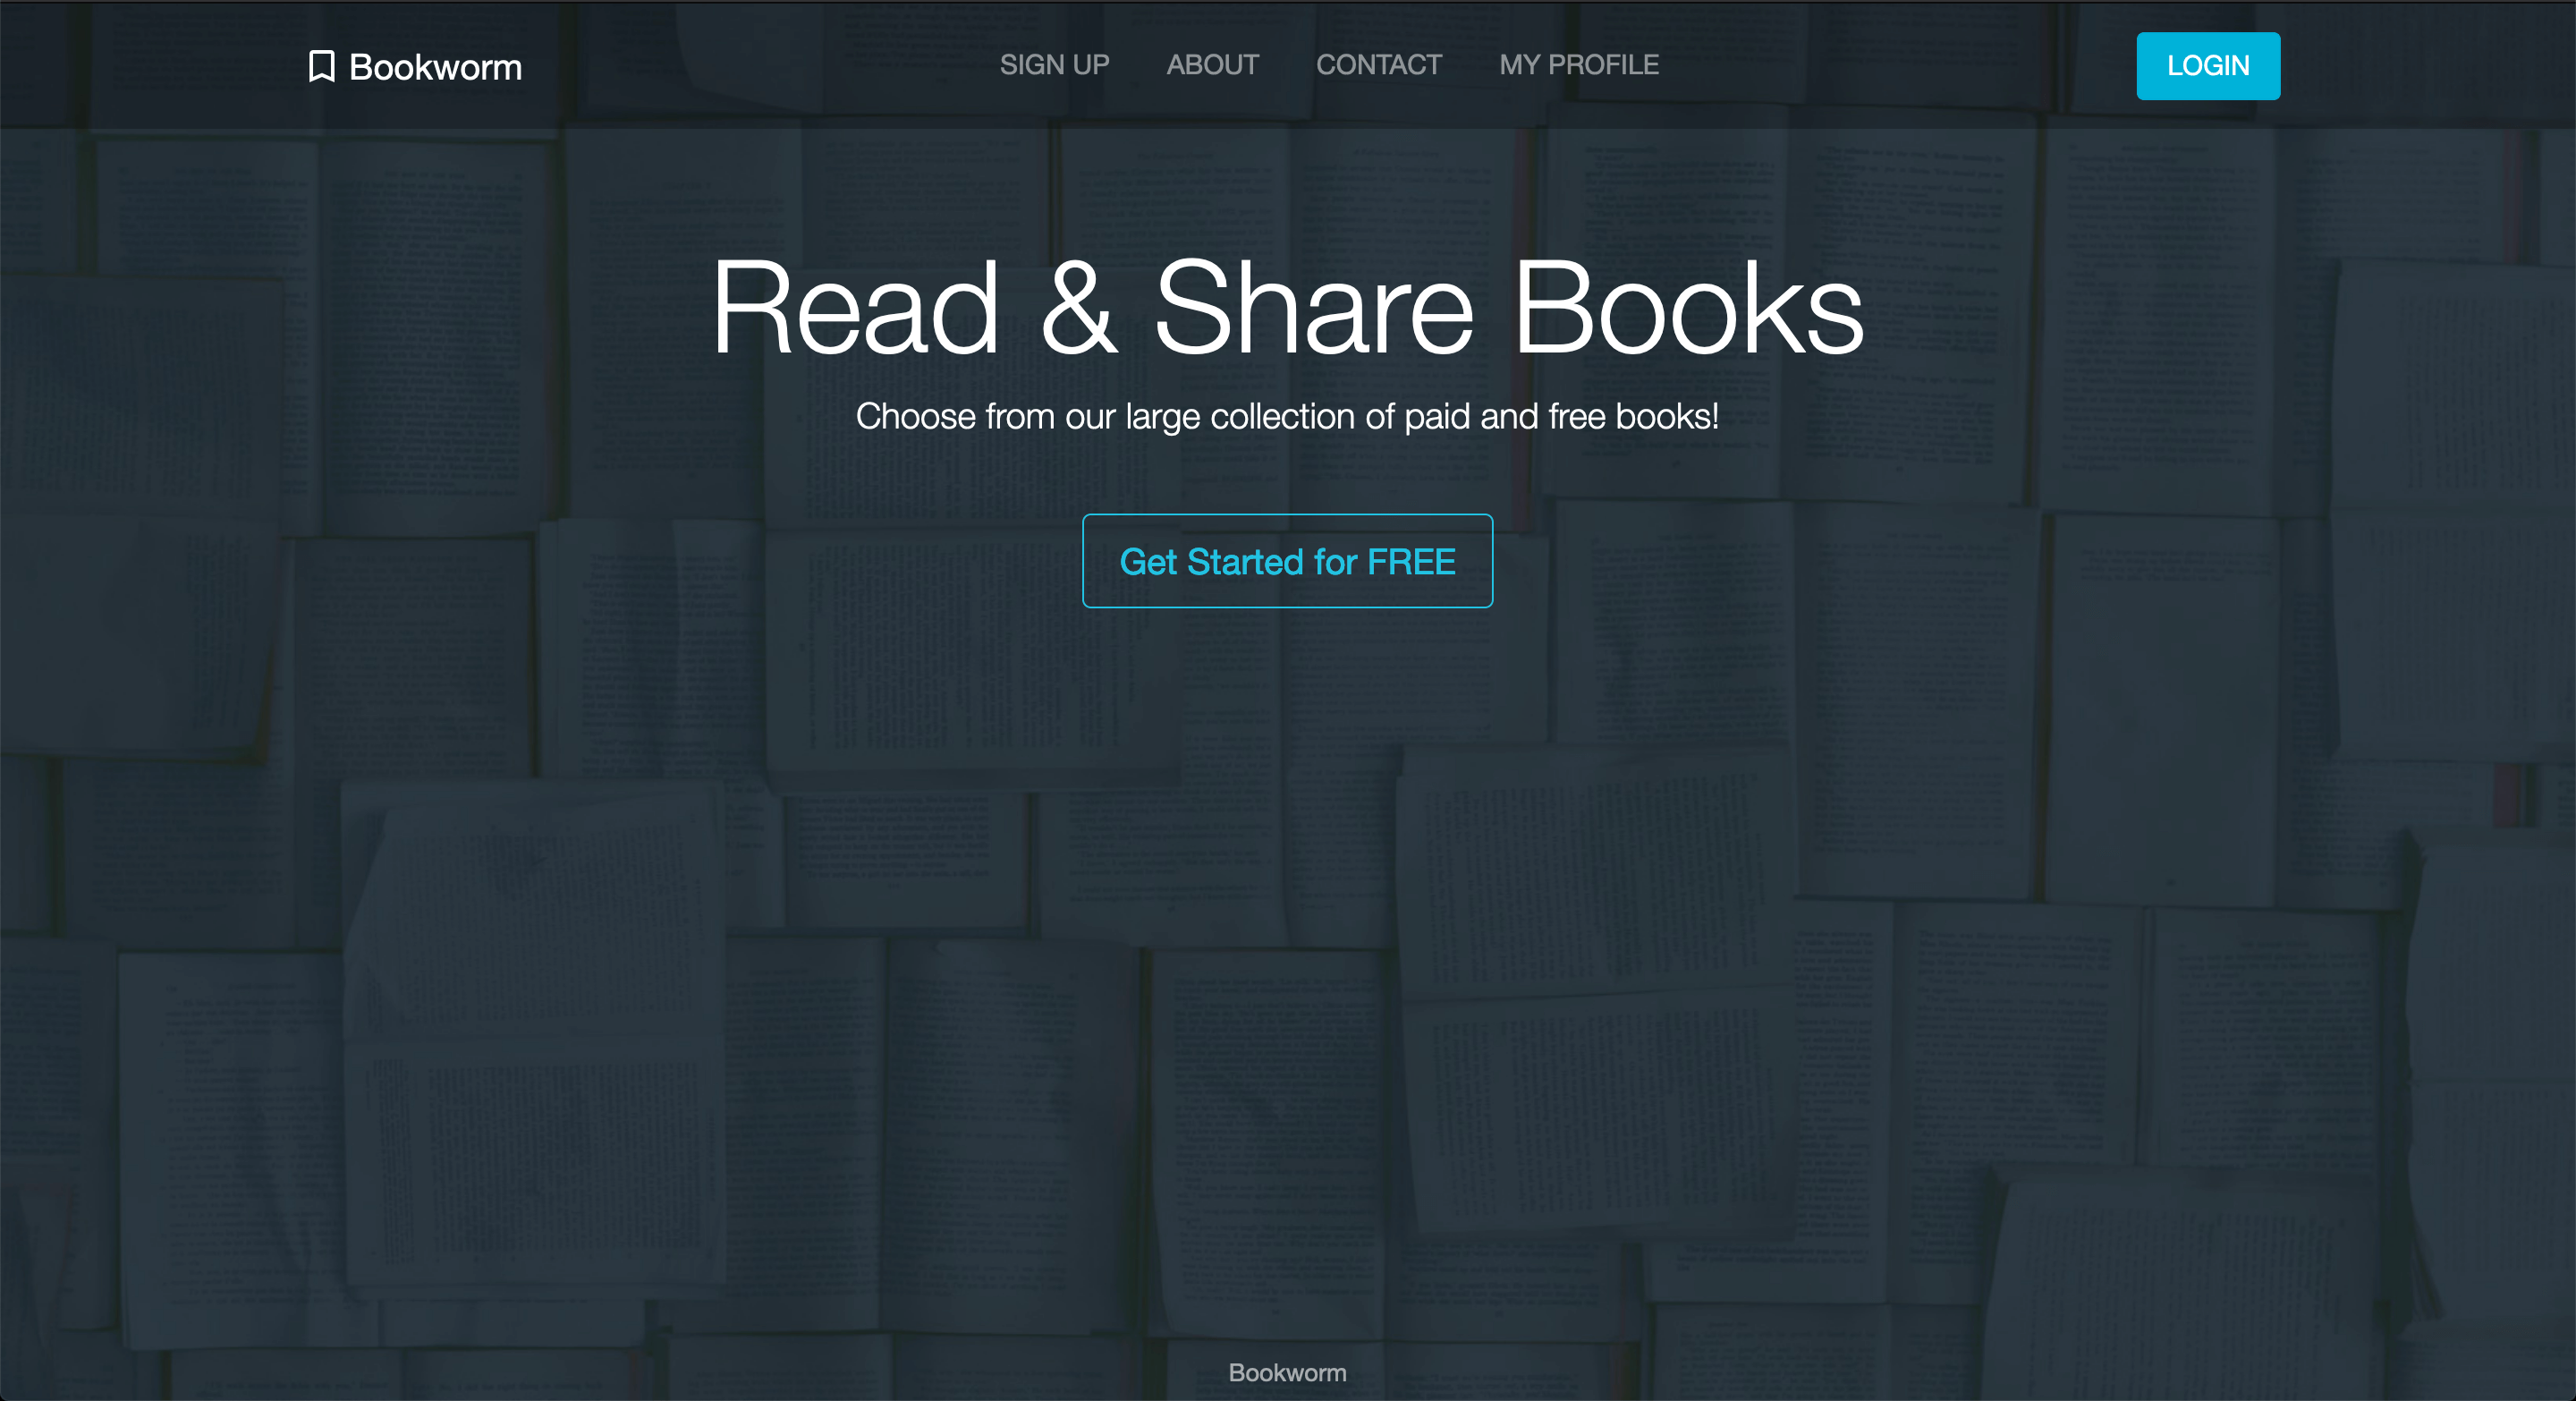 Bookworm
SIGN UP ABOUT CONTACT MY PROFILE
LOGIN
Read & Share Books
Choose from our large collection of paid and free books!
Get Started for FREE
Bookworm